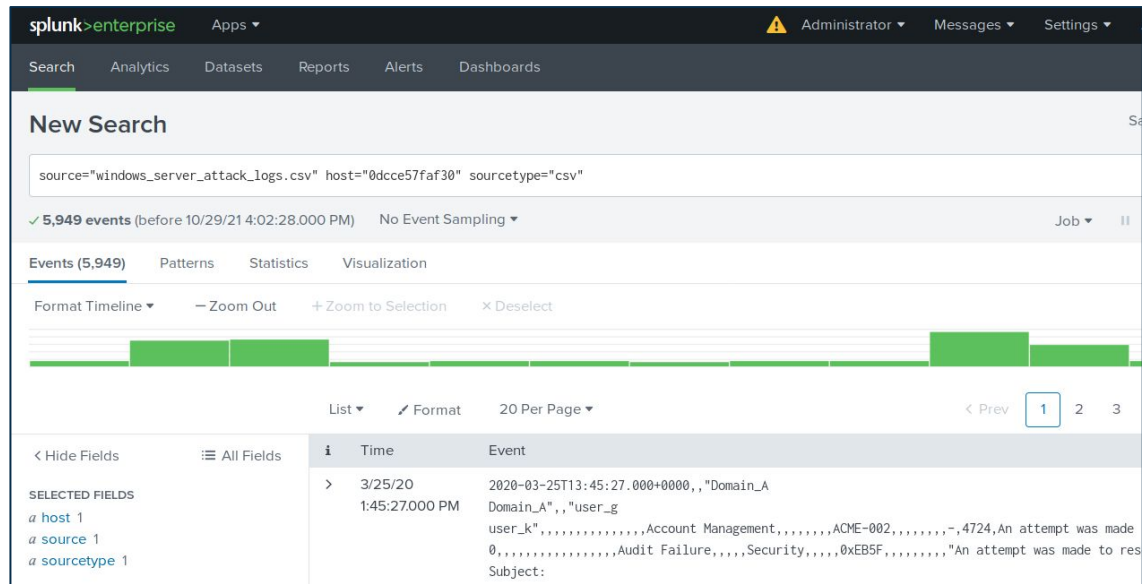 splunk>enterprise Apps Administrator Messages Settings
Search Analytics Datasets Reports Alerts Dashboards
New Search
source="windows_server_attack_logs.csv" host="0dcce57faf30" sourcetype="csv"
5,949 events (before 10/29/21 4:02:28.000 PM) No Event Sampling Job
Events (5,949) Patterns Statistics Visualization
Format Timeline − Zoom Out + Zoom to Selection × Deselect
List Format 20 Per Page < Prev 1 2 3
< Hide Fields All Fields i Time Event
SELECTED FIELDS
a host 1
a source 1
a sourcetype 1
> 3/25/20
1:45:27.000 PM
2020-03-25T13:45:27.000+0000,,"Domain_A
Domain_A",,"user_g
user_k",,,,,,,,,,,,,,,Account Management,,,,,,,,ACME-002,,,,,,,,-,4724,An attempt was made
0,,,,,,,,,,,,,,,,,Audit Failure,,,,,Security,,,,,0xEB5F,,,,,,,,,"An attempt was made to res
Subject: